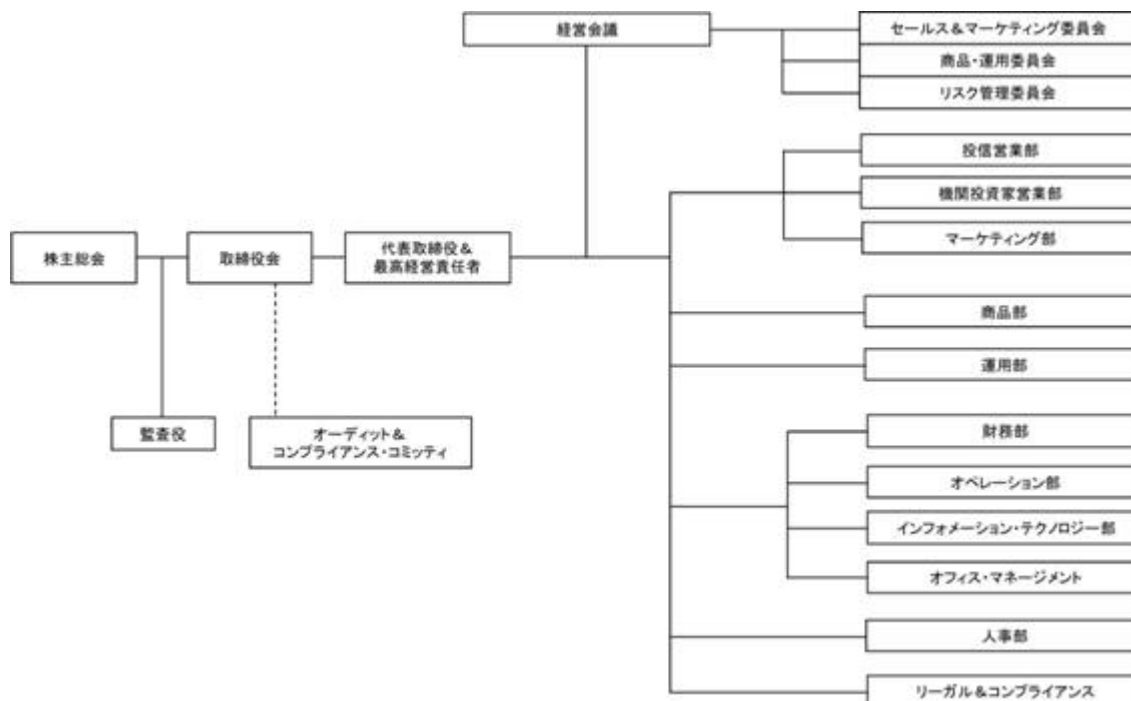 経営会議
セールス＆マーケティング委員会
商品・運用委員会
リスク管理委員会
投信営業部
機関投資家営業部
マーケティング部
株主総会
取締役会
代表取締役＆
最高経営責任者
商品部
運用部
監査役
オーディット＆
コンプライアンス・コミッティ
財務部
オペレーション部
インフォメーション・テクノロジー部
オフィス・マネージメント
人事部
リーガル＆コンプライアンス